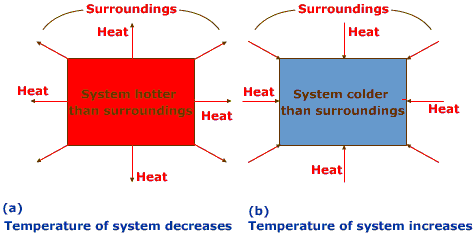 Surroundings
Heat
Heat
System hotter
than surroundings
Heat
Heat
(a)
Temperature of system decreases
Surroundings
Heat
Heat
System colder
than surroundings
Heat
Heat
(b)
Temperature of system increases